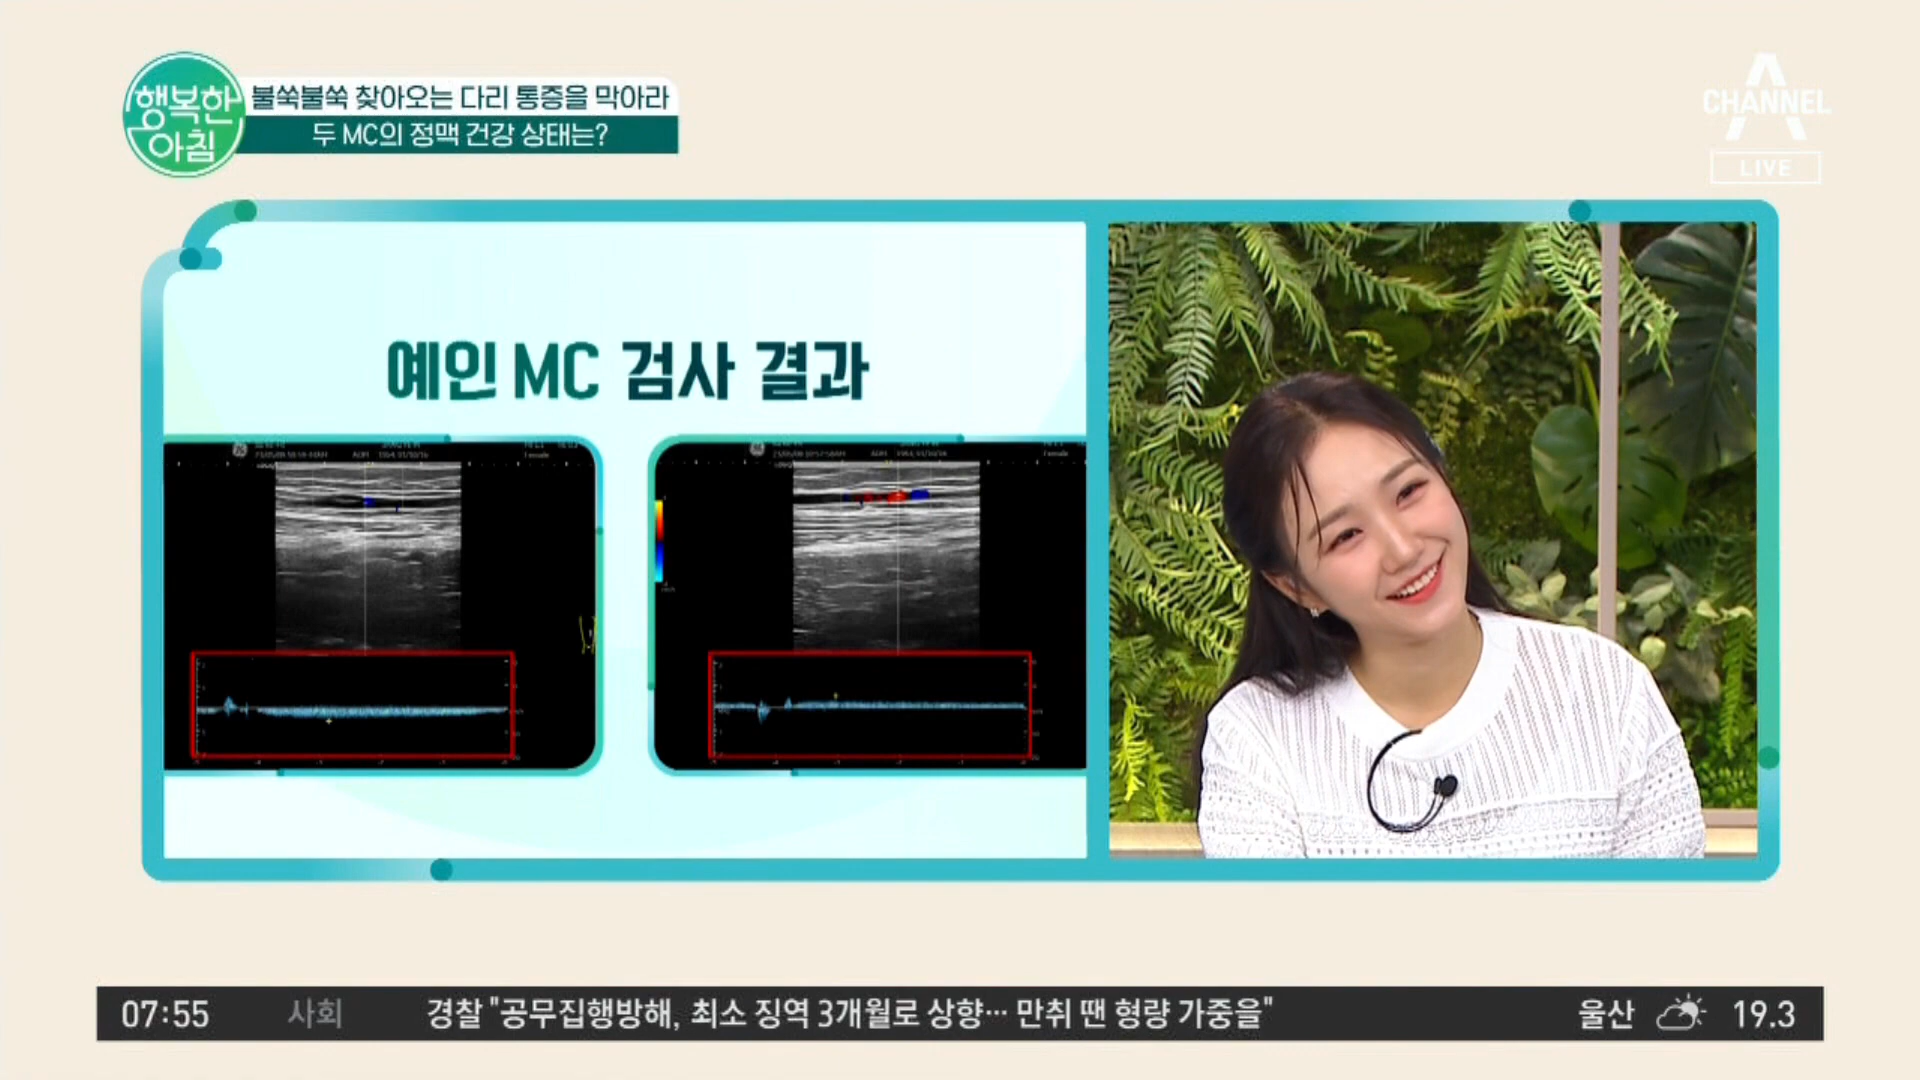 행복한
아침
불쑥불쑥 찾아오는 다리 통증을 막아라
두 MC의 정맥 건강 상태는?
CHANNEL A
LIVE
예인 MC 검사 결과
07:55 사회 경찰 "공무집행방해, 최소 징역 3개월로 상향… 만취 땐 형량 가중을" 울산 19.3